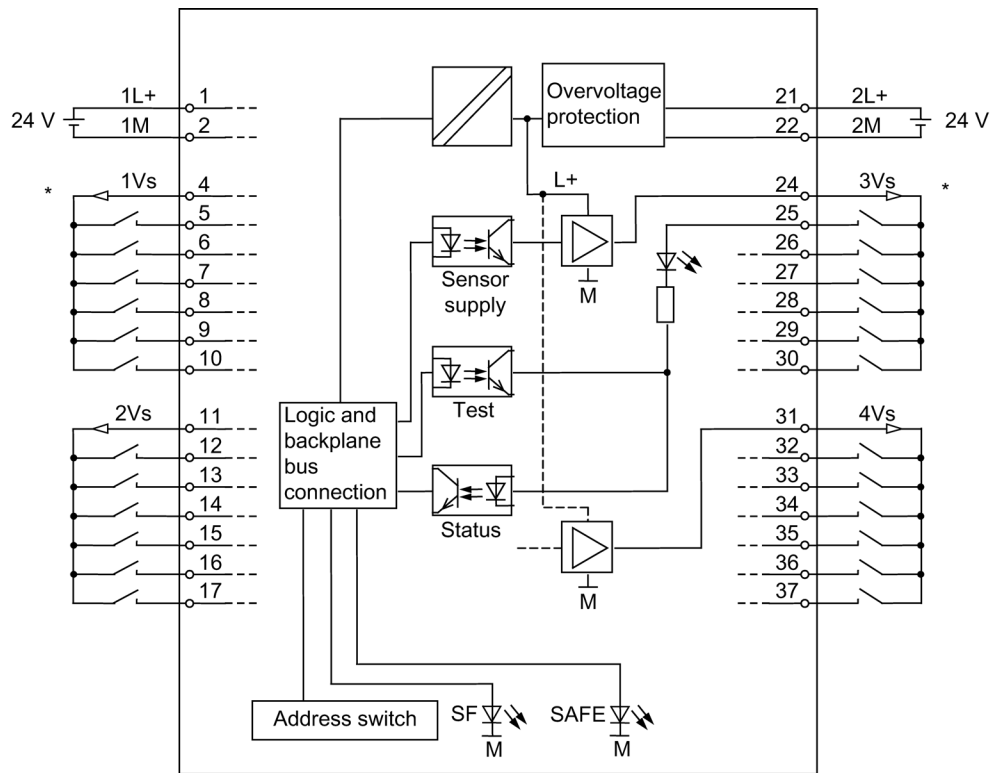 1L+ 1 Overvoltage protection 21 2L+
24 V 1M 2 22 2M 24 V
* 1Vs 4 L+ 24 3Vs *
5 25
6 26
Sensor supply
7 M 27
8 28
9 29
10 30
Test
2Vs 11 Logic and backplane bus connection 31 4Vs
12 32
13 33
14 Status 34
15 35
16 36
17 M 37
Address switch SF SAFE
M M